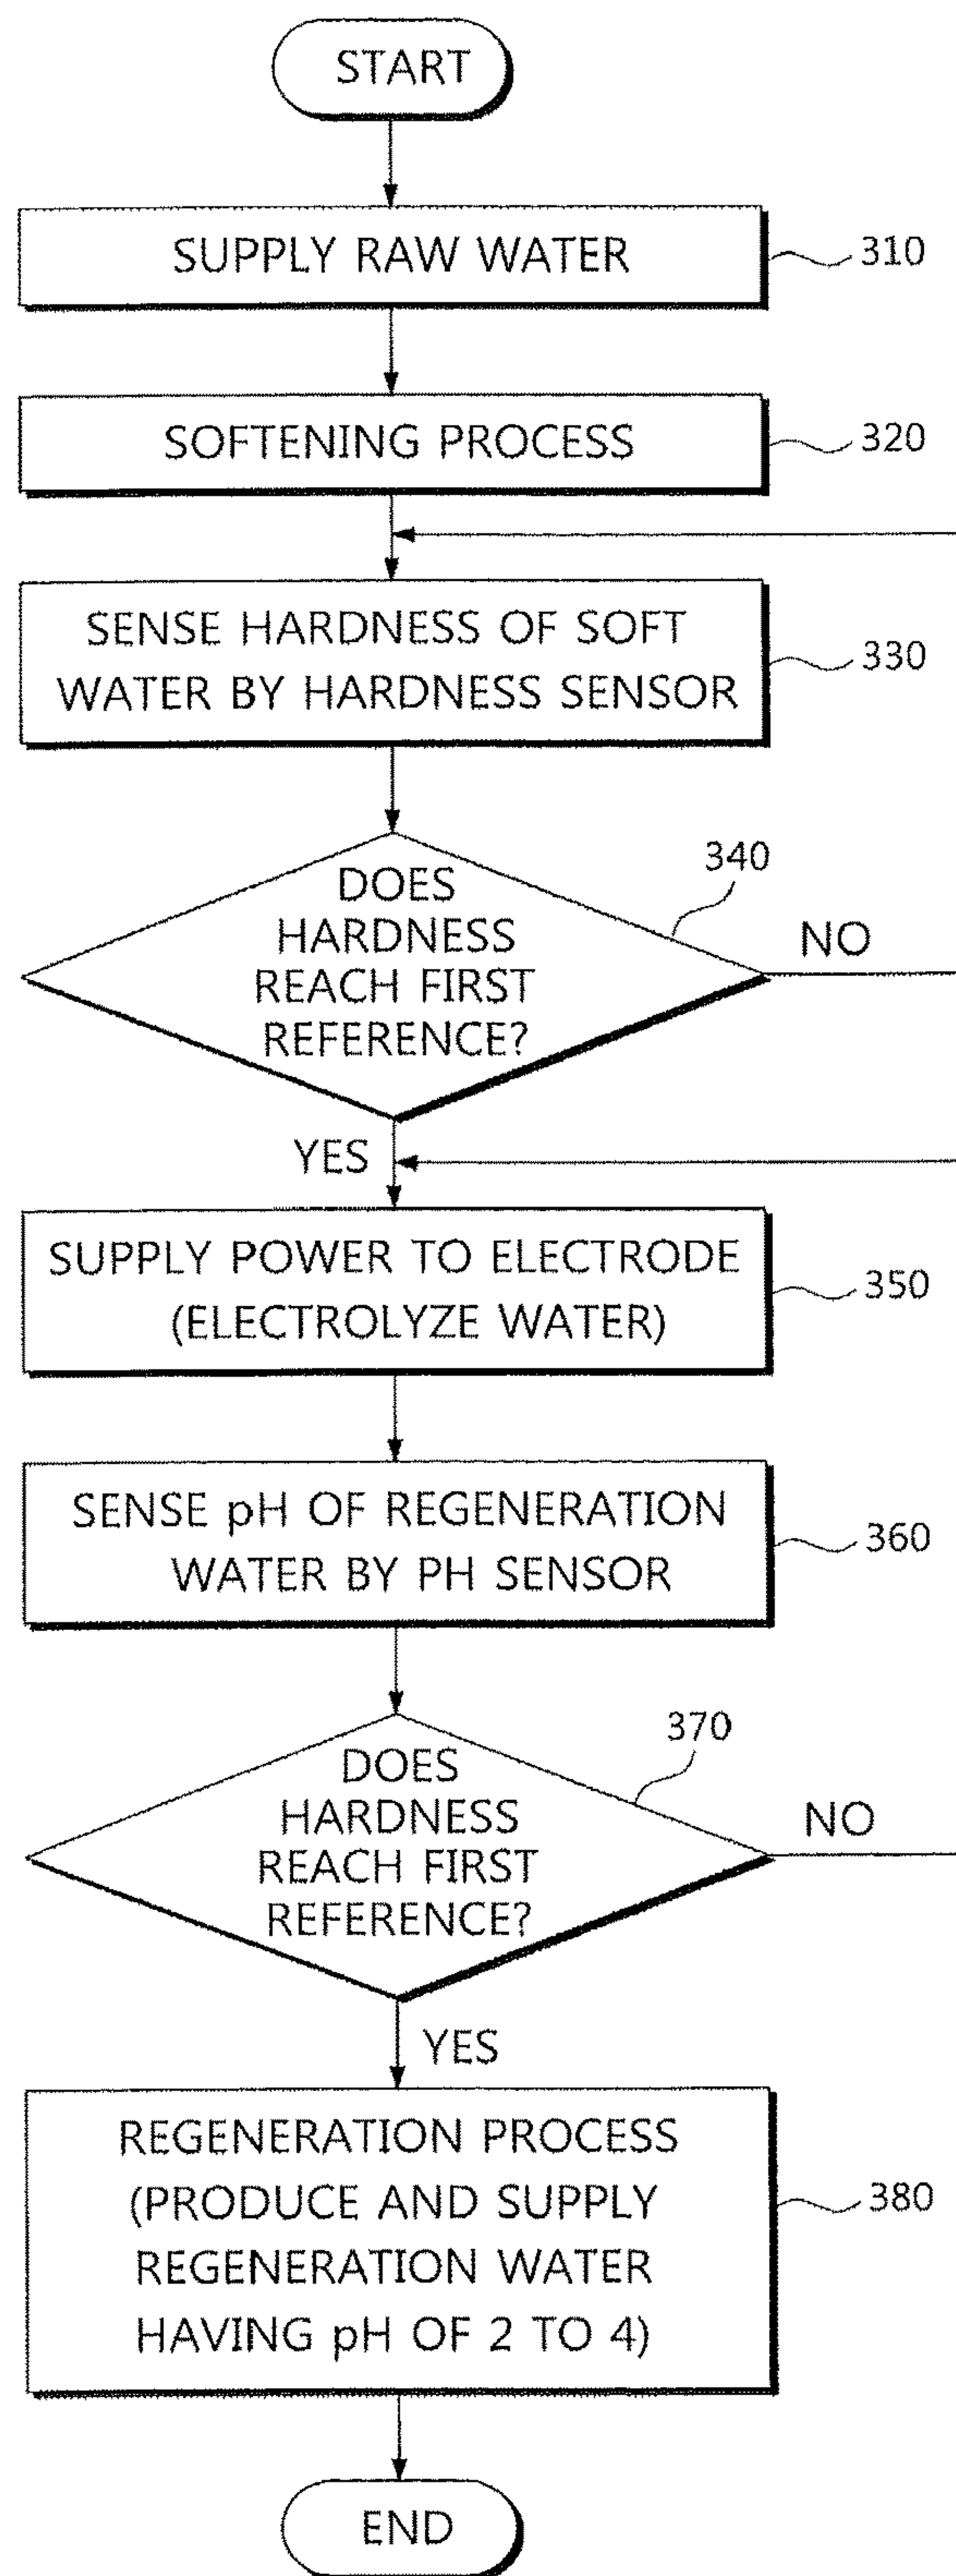 START
SUPPLY RAW WATER
310
SOFTENING PROCESS
320
SENSE HARDNESS OF SOFT
WATER BY HARDNESS SENSOR
330
340
DOES
HARDNESS
REACH FIRST
REFERENCE?
NO
YES
SUPPLY POWER TO ELECTRODE
(ELECTROLYZE WATER)
350
SENSE pH OF REGENERATION
WATER BY PH SENSOR
360
370
DOES
HARDNESS
REACH FIRST
REFERENCE?
NO
YES
REGENERATION PROCESS
(PRODUCE AND SUPPLY
REGENERATION WATER
HAVING pH OF 2 TO 4)
380
END